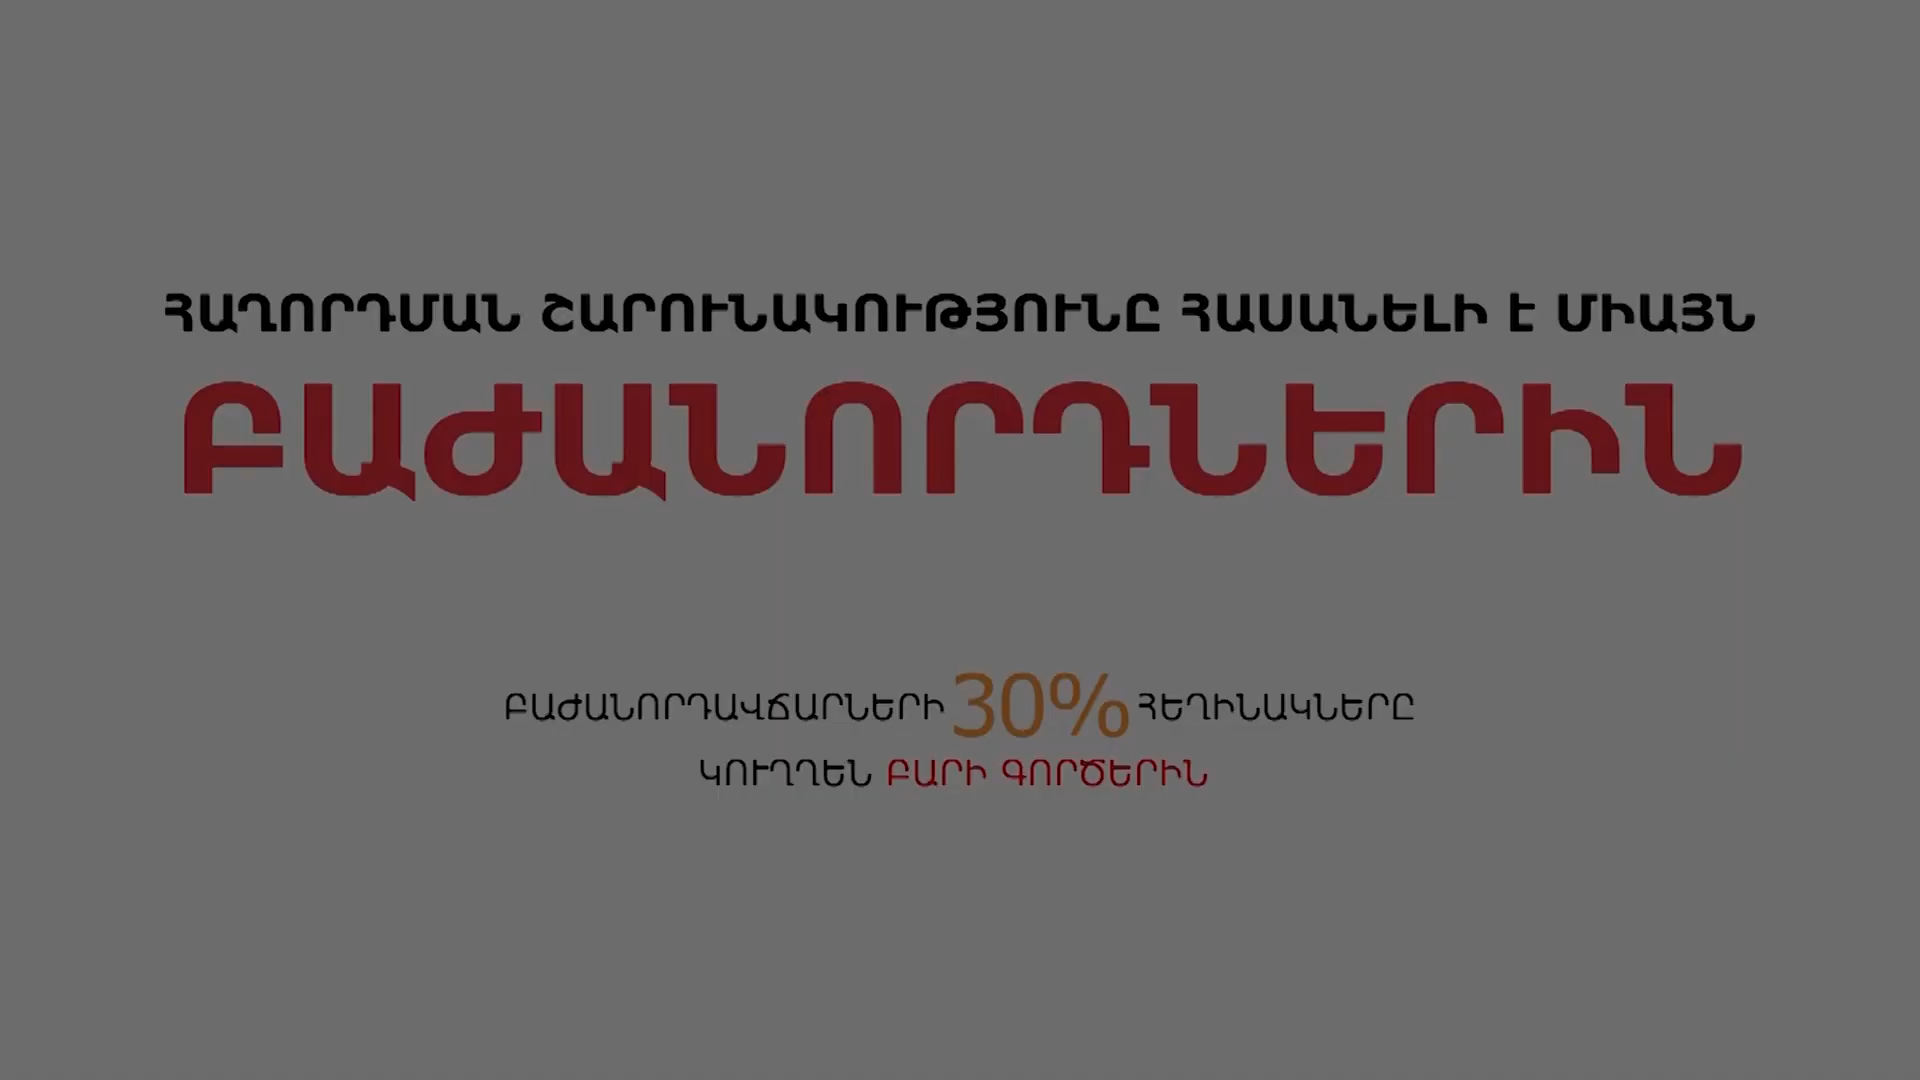 ՀԱՂՈՐԴՄԱՆ ՇԱՐՈՒՆԱԿՈՒԹՅՈՒՆԸ ՀԱՍԱՆԵԼԻ Է ՄԻԱՅՆ
ԲԱԺԱՆՈՐԴՆԵՐԻՆ
ԲԱԺԱՆՈՐԴԱՎՃԱՐՆԵՐԻ 30% ՀԵՂԻՆԱԿՆԵՐԸ
ԿՈՒՂՂԵՆ ԲԱՐԻ ԳՈՐԾԵՐԻՆ